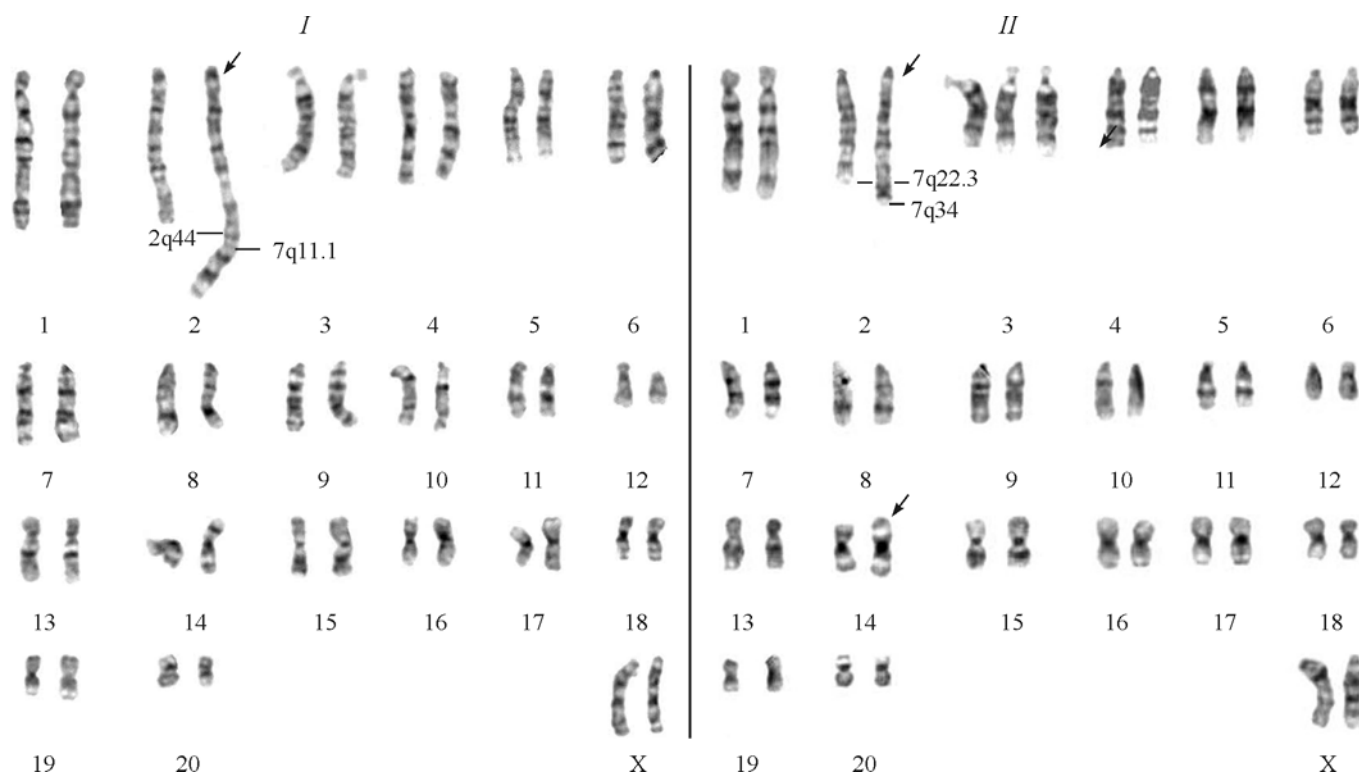 I II
7q22.3
7q34
2q44 7q11.1
1 2 3 4 5 6 1 2 3 4 5 6
7 8 9 10 11 12 7 8 9 10 11 12
13 14 15 16 17 18 13 14 15 16 17 18
19 20 X 19 20 X